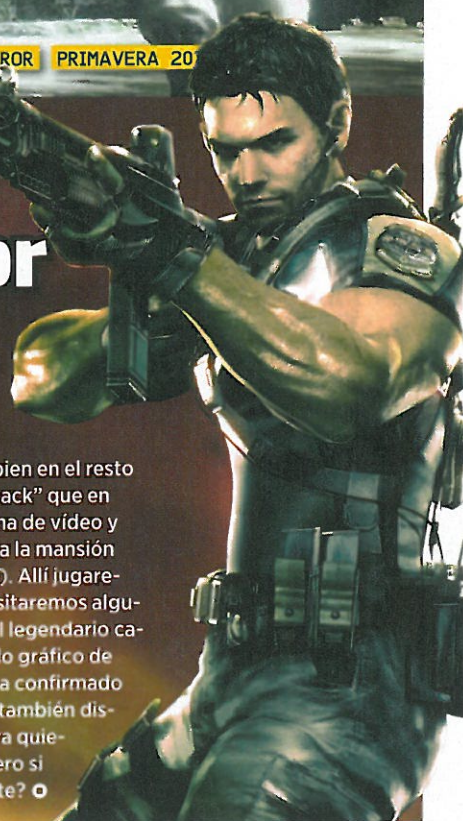 ROR PRIMAVERA 20
or
bien en el resto
ack” que en
na de vídeo y
a la mansión
). Allí jugare-
sitaremos algu-
l legendario ca-
o gráfico de
a confirmado
también dis-
a quie-
ero si
te?